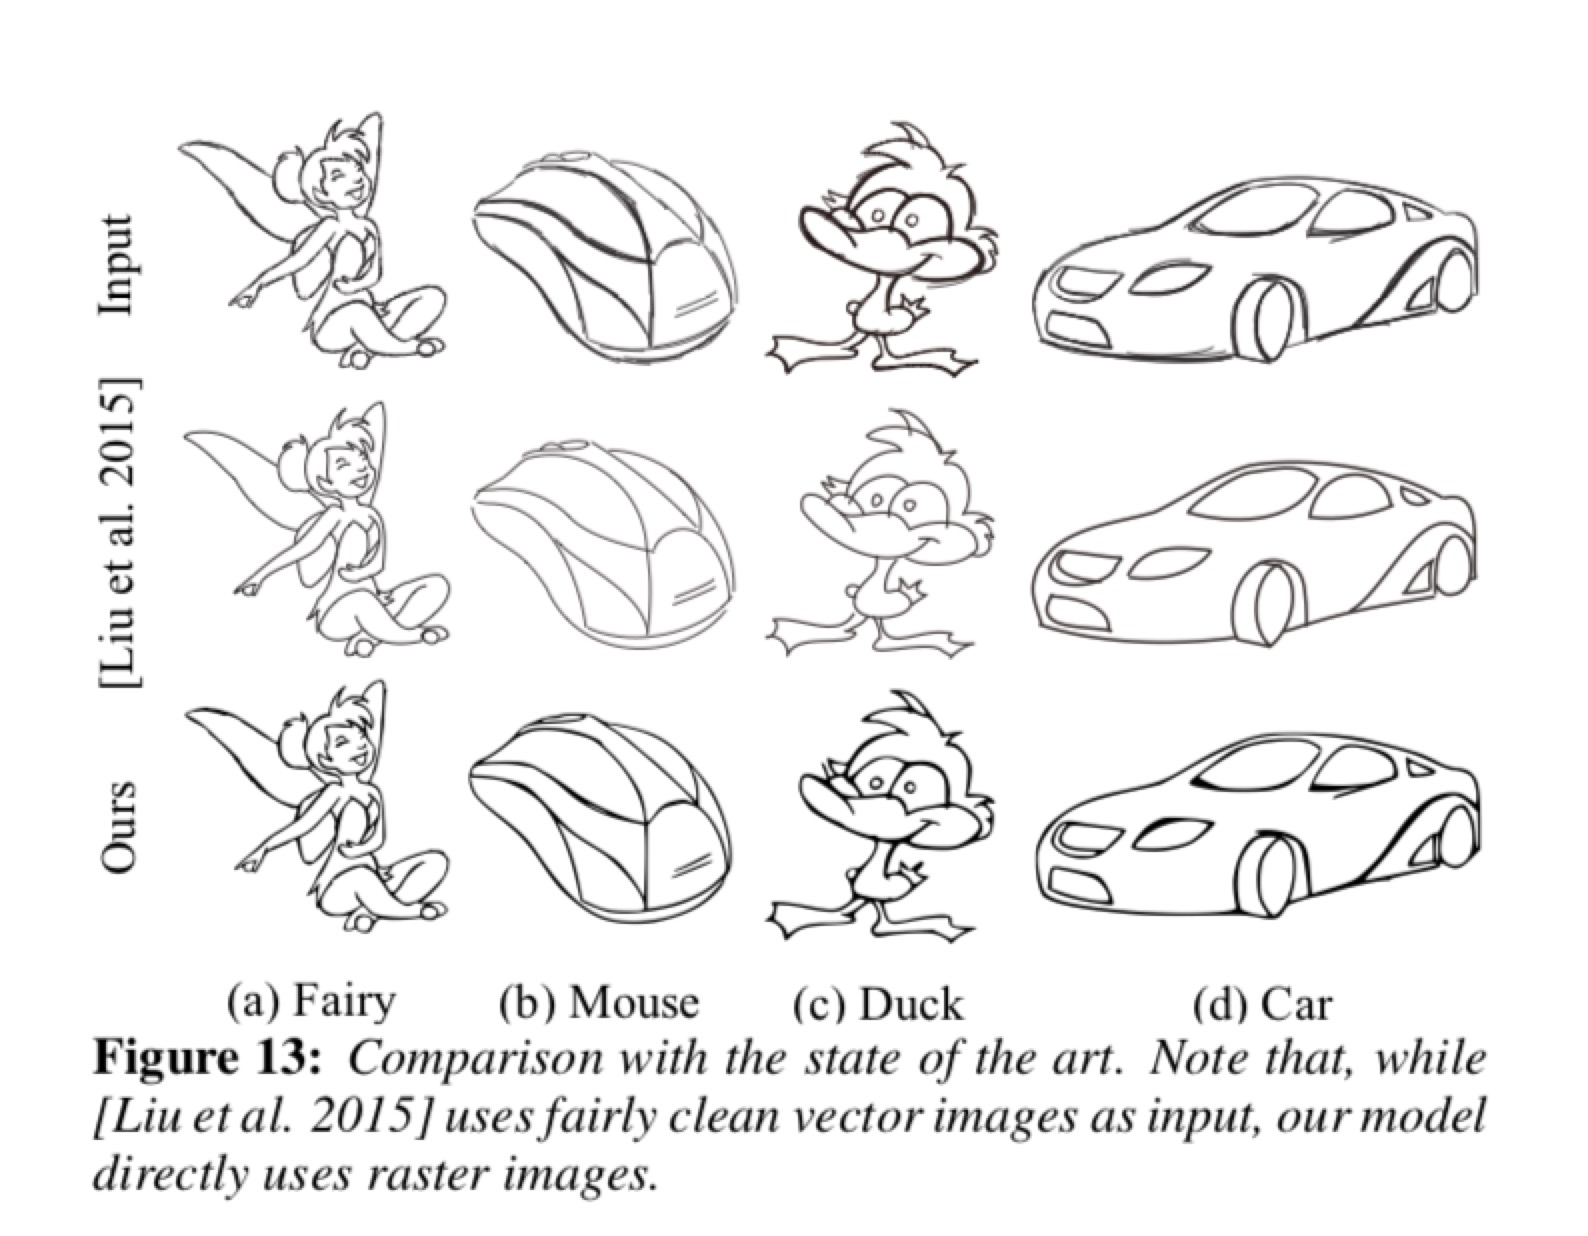 Input
[Liu et al. 2015]
Ours
(a) Fairy
(b) Mouse
(c) Duck
(d) Car
Figure 13: Comparison with the state of the art. Note that, while
[Liu et al. 2015] uses fairly clean vector images as input, our model
directly uses raster images.